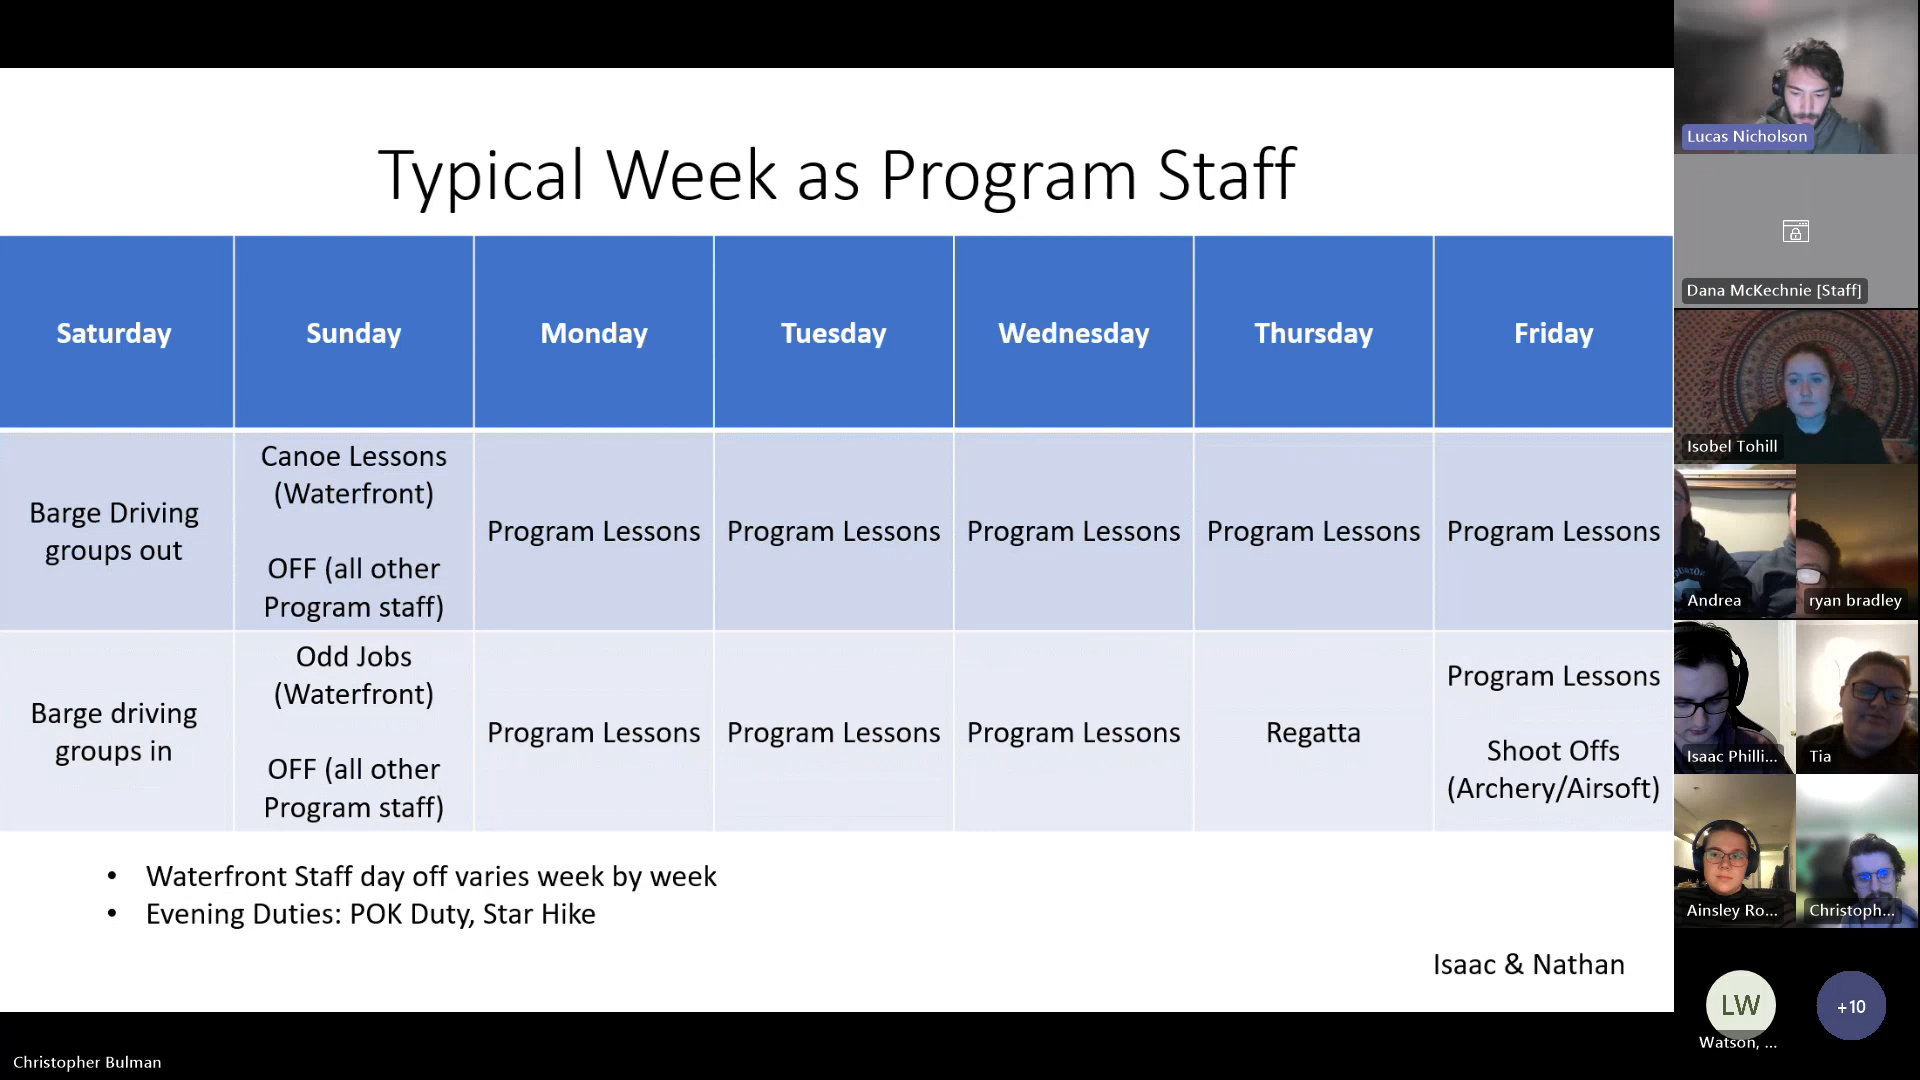 Typical Week as Program Staff
Saturday
Sunday
Monday
Tuesday
Wednesday
Thursday
Friday
Barge Driving
groups out
Canoe Lessons
(Waterfront)
OFF (all other
Program staff)
Program Lessons
Program Lessons
Program Lessons
Program Lessons
Program Lessons
Barge driving
groups in
Odd Jobs
(Waterfront)
OFF (all other
Program staff)
Program Lessons
Program Lessons
Program Lessons
Regatta
Program Lessons
Shoot Offs
(Archery/Airsoft)
• Waterfront Staff day off varies week by week
• Evening Duties: POK Duty, Star Hike
Isaac & Nathan
Christopher Bulman
Lucas Nicholson
Dana McKechnie [Staff]
Isobel Tohill
Andrea
ryan bradley
Isaac Philli...
Tia
Ainsley Ro...
Christoph...
LW
Watson, ...
+10